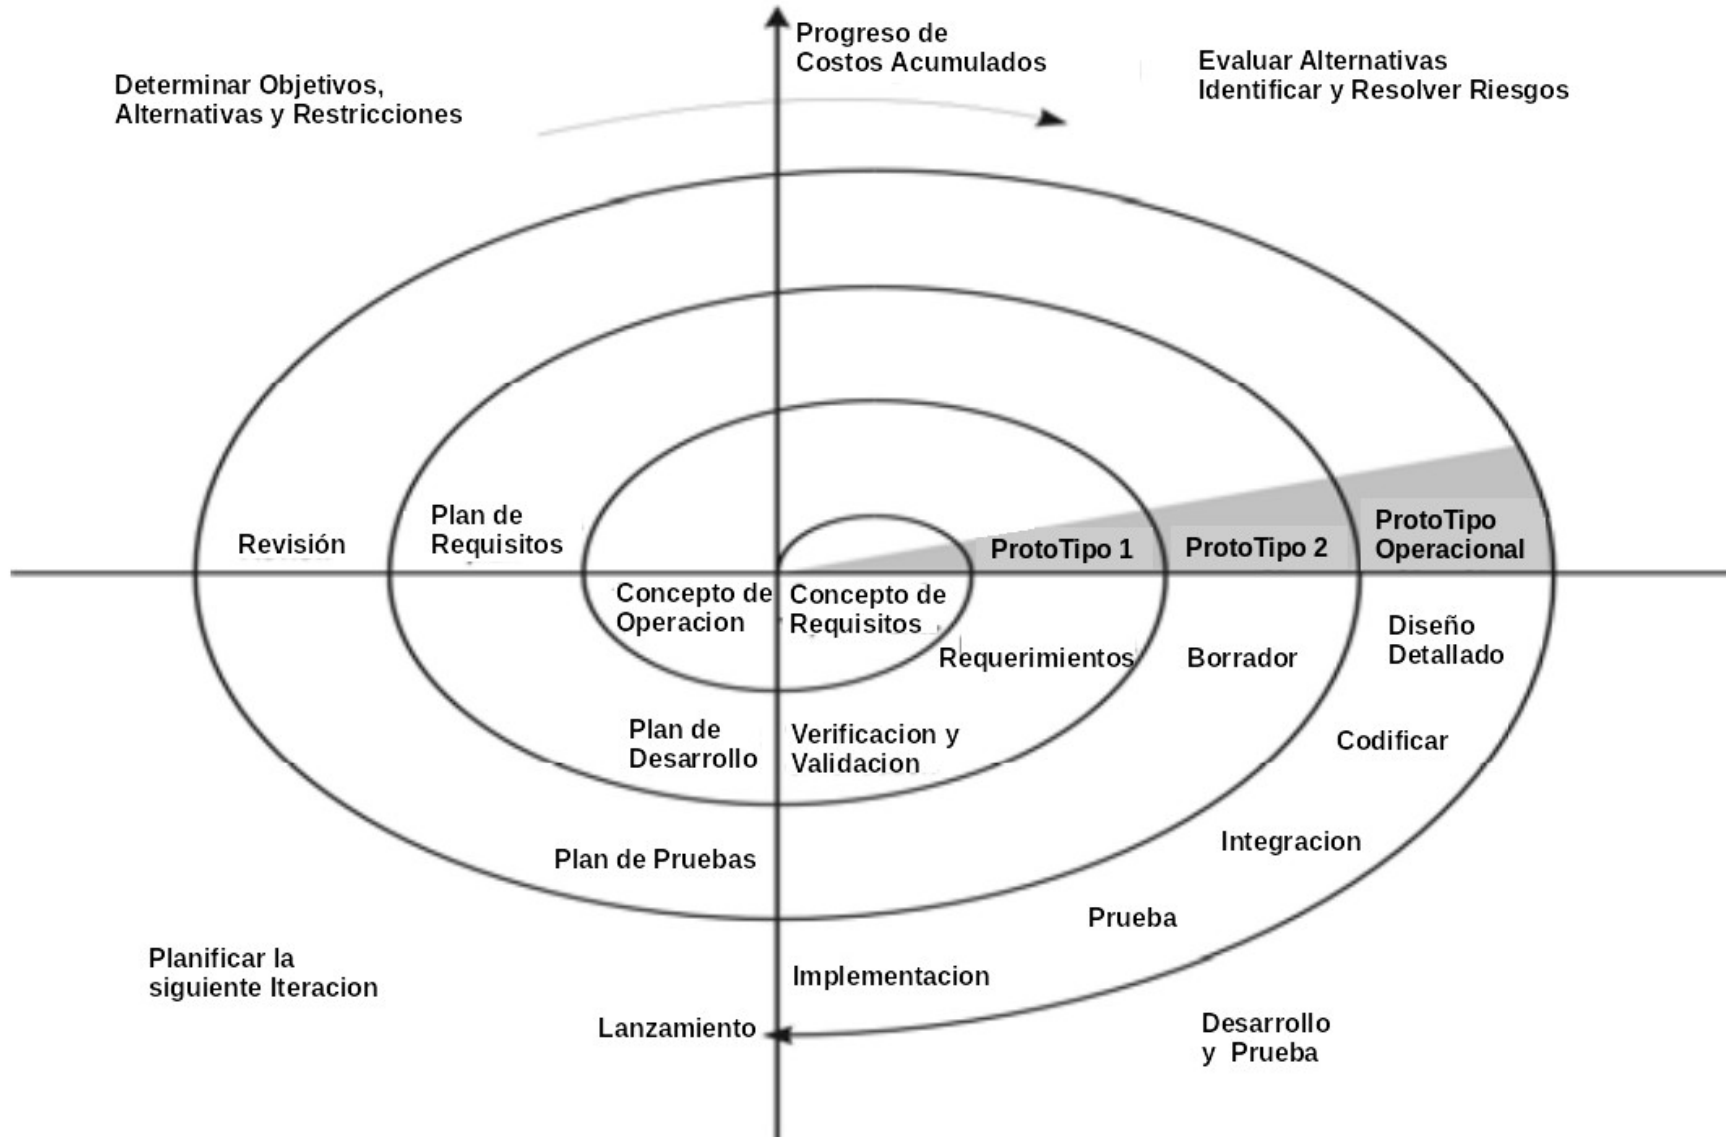 Progreso de
Costos Acumulados
Determinar Objetivos,
Alternativas y Restricciones
Evaluar Alternativas
Identificar y Resolver Riesgos
Revisión
Plan de
Requisitos
ProtoTipo 1
ProtoTipo 2
ProtoTipo
Operacional
Concepto de
Operacion
Concepto de
Requisitos
Requerimientos
Borrador
Diseño
Detallado
Plan de
Desarrollo
Verificacion y
Validacion
Codificar
Plan de Pruebas
Integracion
Prueba
Implementacion
Planificar la
siguiente Iteracion
Lanzamiento
Desarrollo
y Prueba